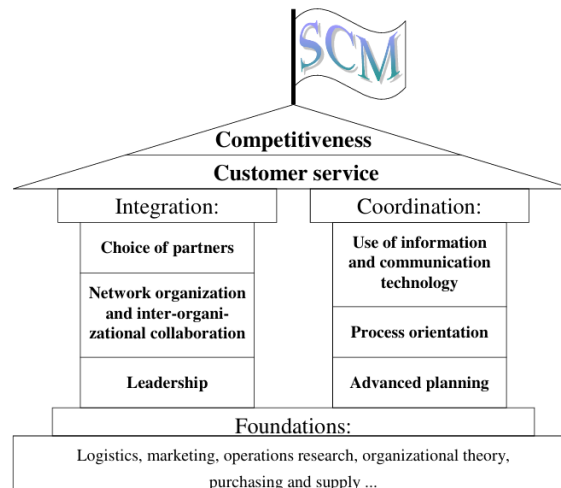 SCM
Competitiveness
Customer service
Integration:
Choice of partners
Network organization
and inter-organi-
zational collaboration
Leadership
Coordination:
Use of information
and communication
technology
Process orientation
Advanced planning
Foundations:
Logistics, marketing, operations research, organizational theory,
purchasing and supply ...